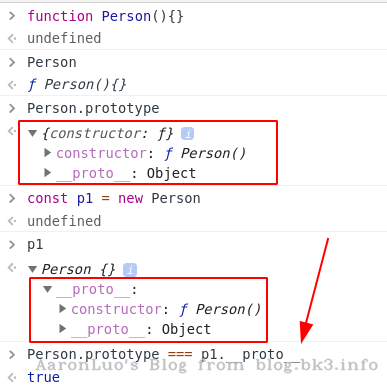 function Person(){}
undefined
Person
ƒ Person(){}
Person.prototype
{constructor: ƒ} i
constructor: ƒ Person()
__proto__: Object
const p1 = new Person
undefined
p1
Person {} i
__proto__:
constructor: ƒ Person()
__proto__: Object
Person.prototype === p1.__proto__
AaronLuo's Blog from blog.bk3.info
true